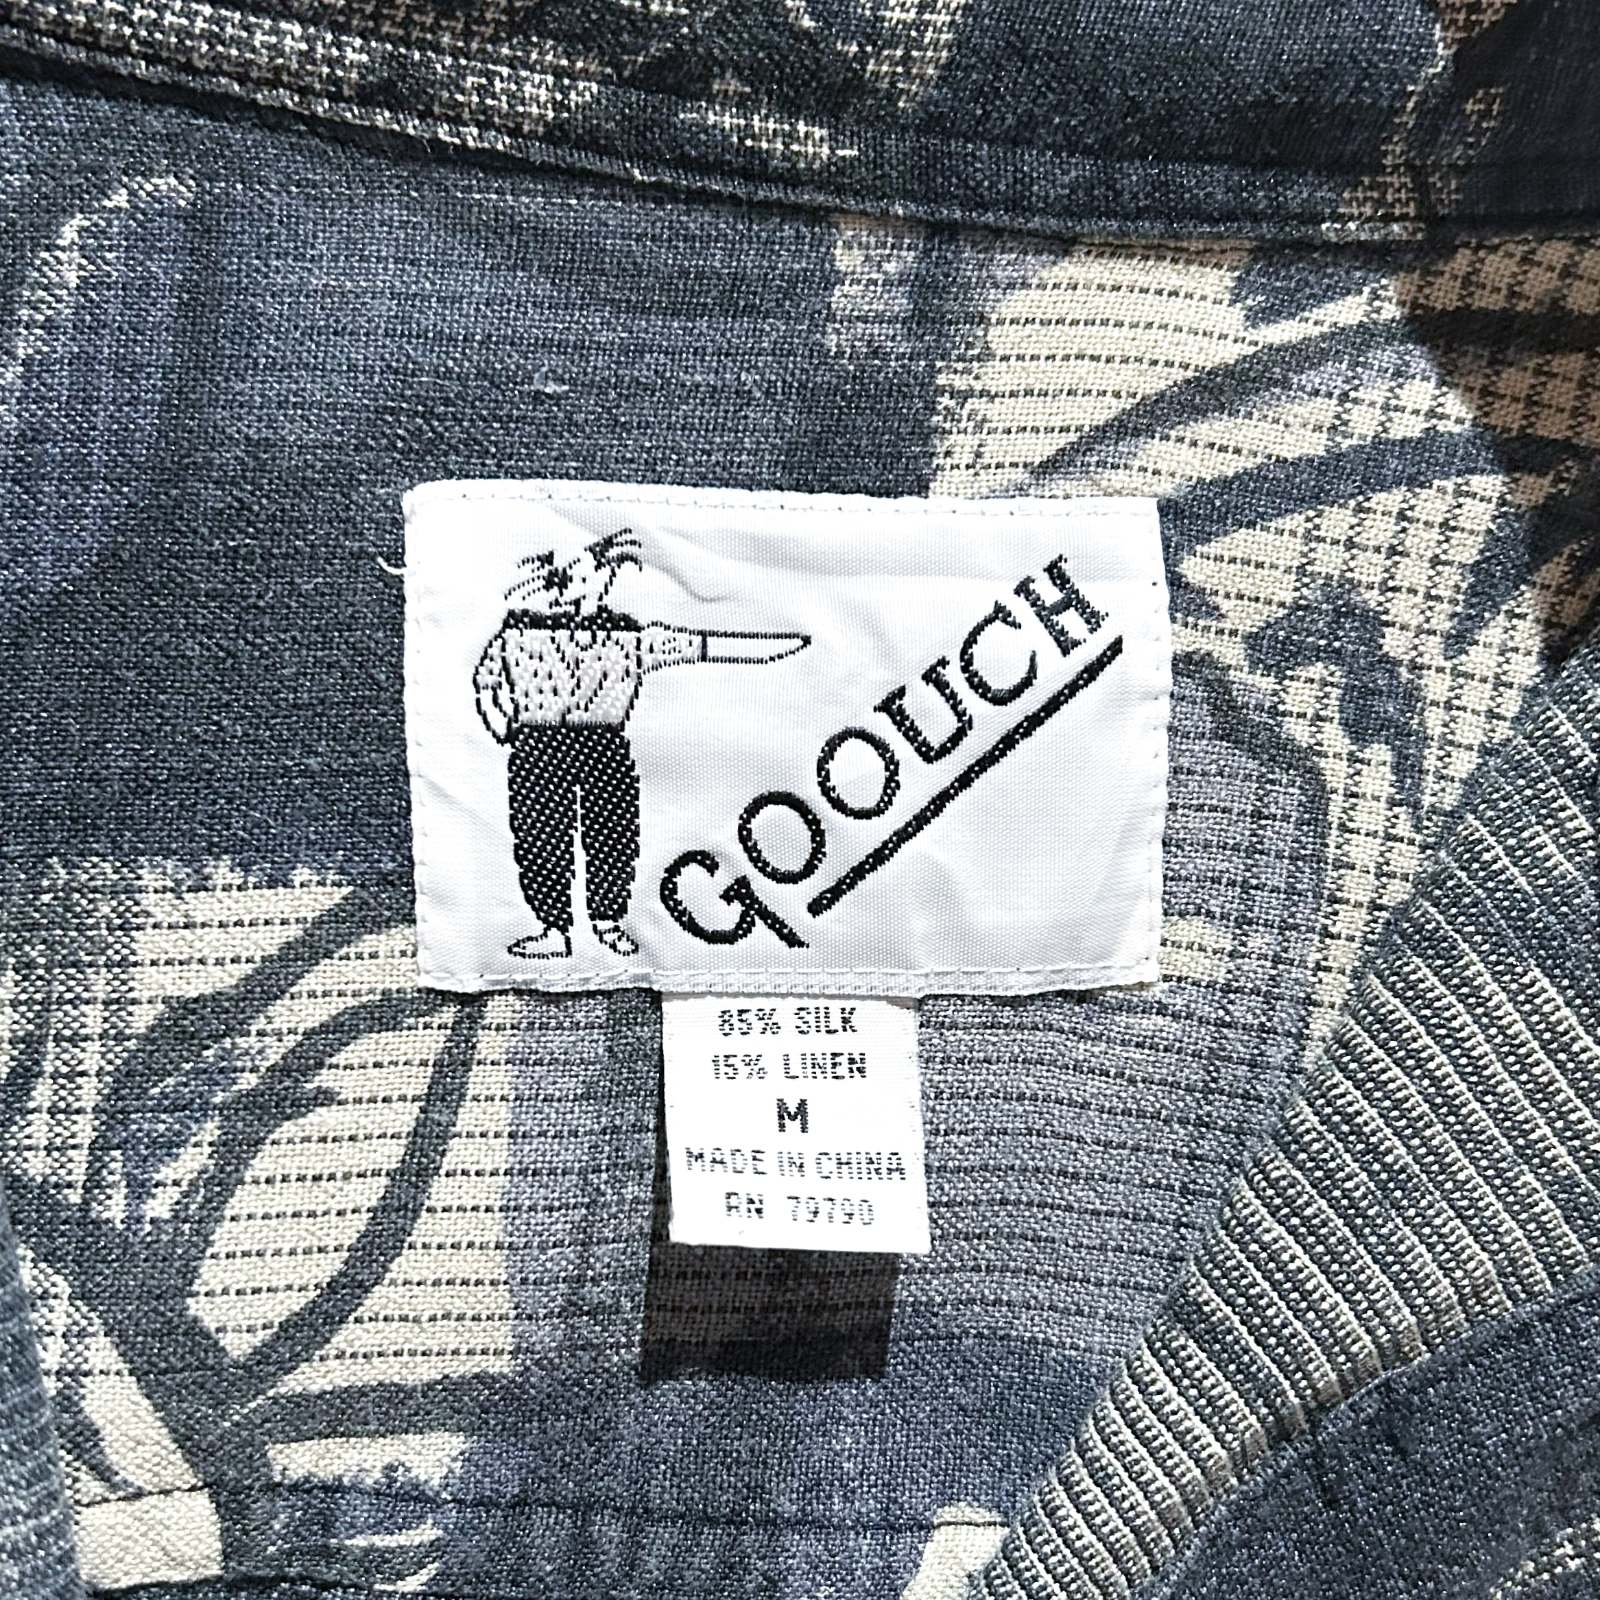 GOOUCH
85% SILK
15% LINEN
M
MADE IN CHINA
RN 79790